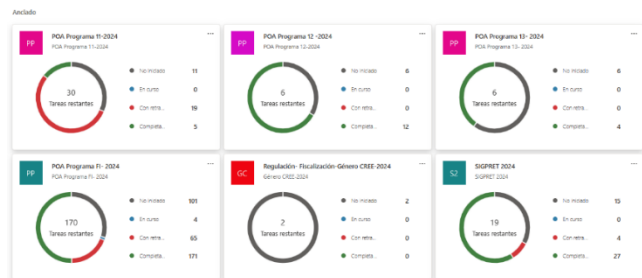 Anclado
PP
POA Programa 11-2024
POA Programa 11-2024
...
30
Tareas restantes
No iniciado 11
En curso 0
Con retra... 19
Completa... 5
PP
POA Programa 12 -2024
POA Programa 12-2024
...
6
Tareas restantes
No iniciado 6
En curso 0
Con retra... 0
Completa... 12
PP
POA Programa 13- 2024
POA Programa 13- 2024
...
6
Tareas restantes
No iniciado 6
En curso 0
Con retra... 0
Completa... 4
PP
POA Programa FI- 2024
POA Programa FI- 2024
...
170
Tareas restantes
No iniciado 101
En curso 4
Con retra... 65
Completa... 171
GC
Regulación- Fiscalización-Género CREE-2024
Género CREE-2024
...
2
Tareas restantes
No iniciado 2
En curso 0
Con retra... 0
Completa... 0
S2
SIGPRET 2024
SIGPRET 2024
...
19
Tareas restantes
No iniciado 15
En curso 0
Con retra... 4
Completa... 27